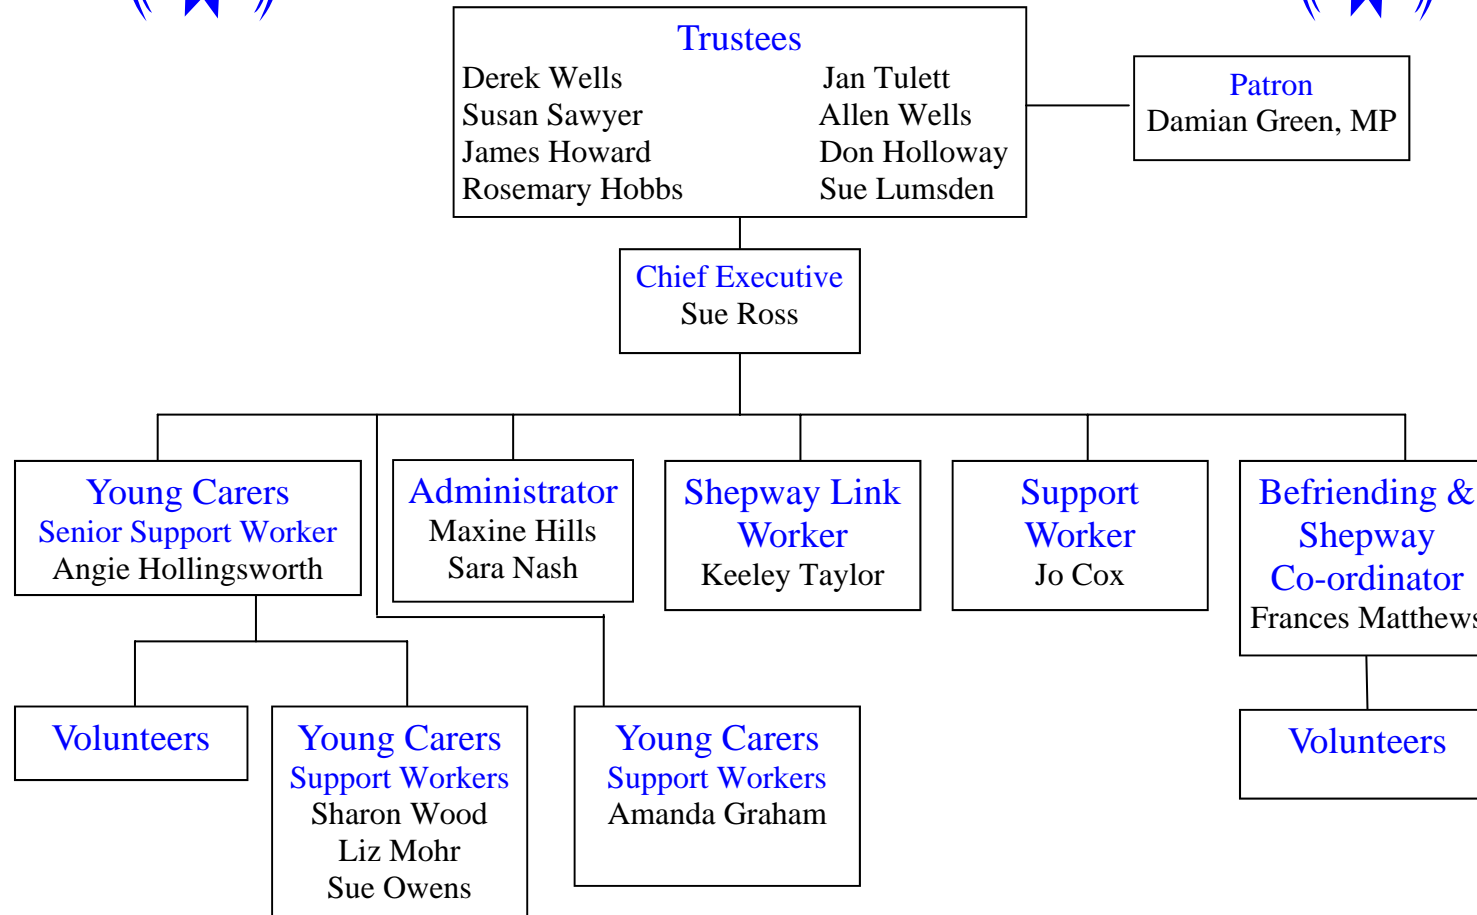 Trustees
Derek Wells Jan Tulett
Susan Sawyer Allen Wells
James Howard Don Holloway
Rosemary Hobbs Sue Lumsden
Patron
Damian Green, MP
Chief Executive
Sue Ross
Young Carers
Senior Support Worker
Angie Hollingsworth
Administrator
Maxine Hills
Sara Nash
Shepway Link
Worker
Keeley Taylor
Support
Worker
Jo Cox
Befriending &
Shepway
Co-ordinator
Frances Matthews
Volunteers
Young Carers
Support Workers
Sharon Wood
Liz Mohr
Sue Owens
Young Carers
Support Workers
Amanda Graham
Volunteers